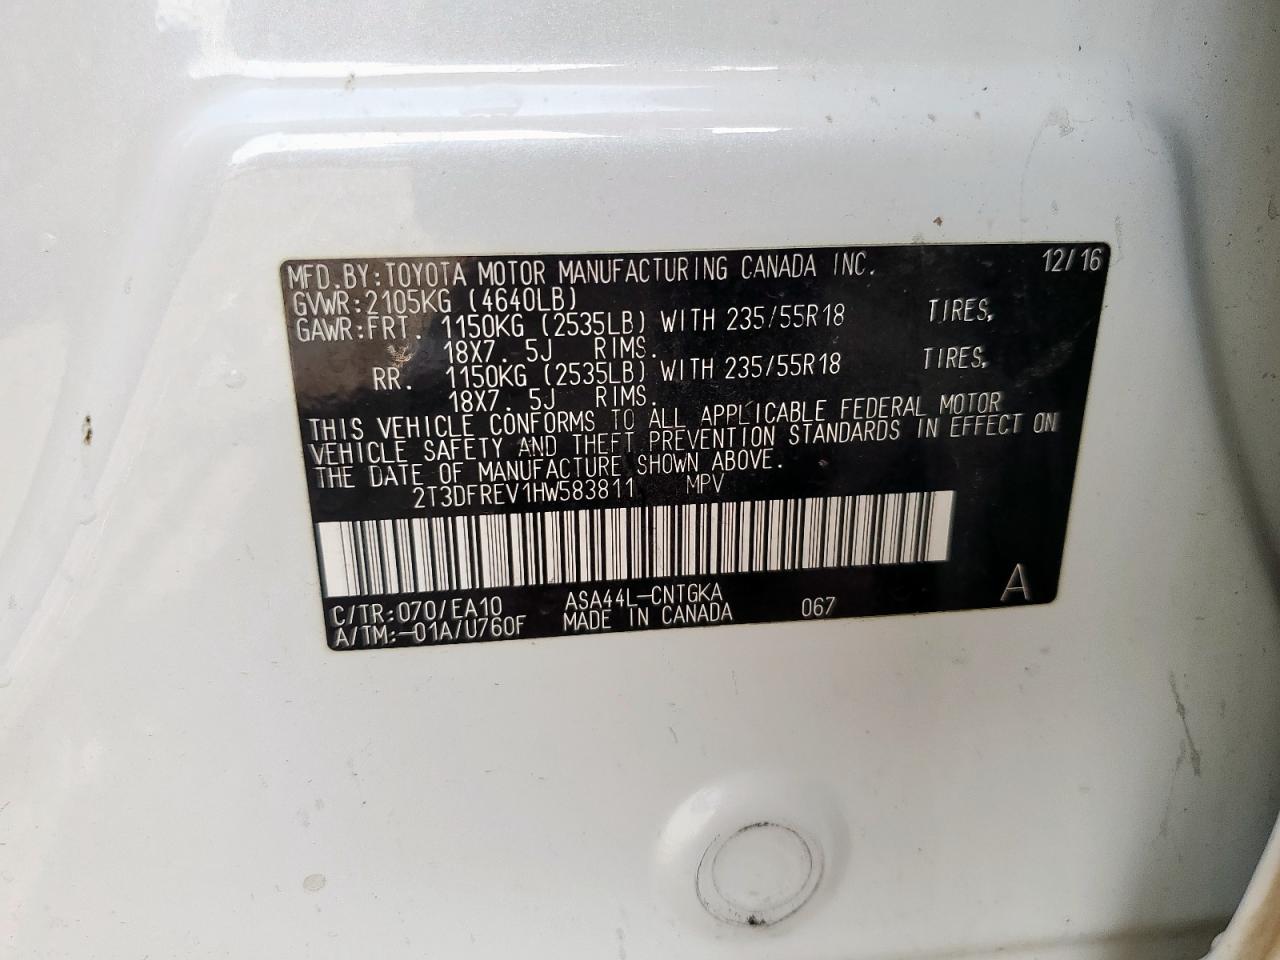 MFD.BY:TOYOTA MOTOR MANUFACTURING CANADA INC. 12/16
GVWR:2105KG (4640LB)
GAWR:FRT. 1150KG (2535LB) WITH 235/55R18 TIRES,
18X7.5J RIMS.
RR. 1150KG (2535LB) WITH 235/55R18 TIRES,
18X7.5J RIMS.
THIS VEHICLE CONFORMS TO ALL APPLICABLE FEDERAL MOTOR
VEHICLE SAFETY AND THEFT PREVENTION STANDARDS IN EFFECT ON
THE DATE OF MANUFACTURE SHOWN ABOVE.
2T3DFREV1HW583811 MPV
C/TR:070/EA10 ASA44L-CNTGKA 067 A
A/TM:-01A/U760F MADE IN CANADA